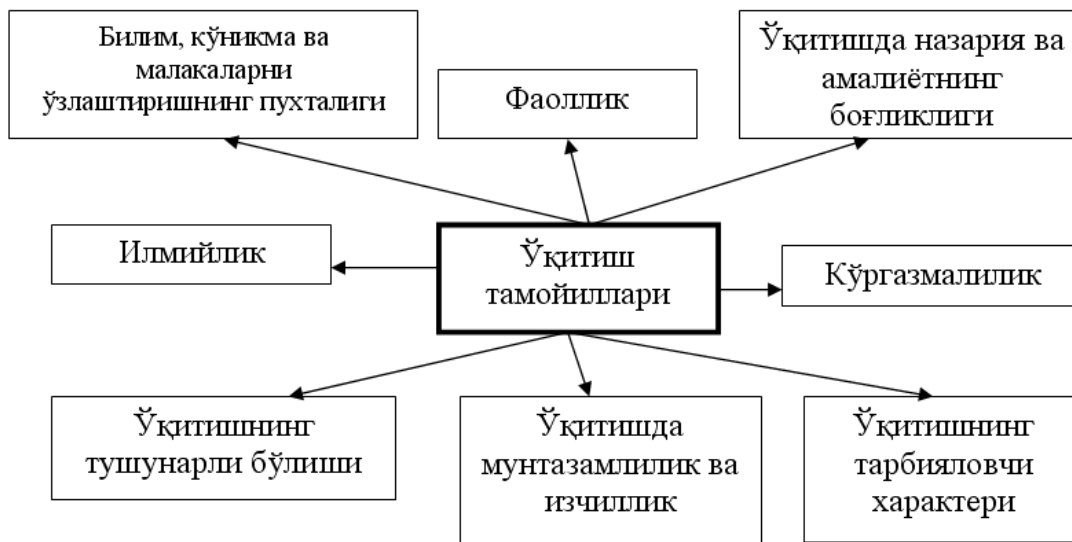 Билим, кўникма ва
малакаларни
ўзлаштиришнинг пухталиги
Фаоллик
Ўқитишда назария ва
амалиётнинг
боғликлиги
Илмийлик
Ўқитиш
тамойиллари
Кўргазмалилик
Ўқитишнинг
тушунарли бўлиши
Ўқитишда
мунтазамлилик ва
изчиллик
Ўқитишнинг
тарбияловчи
характери